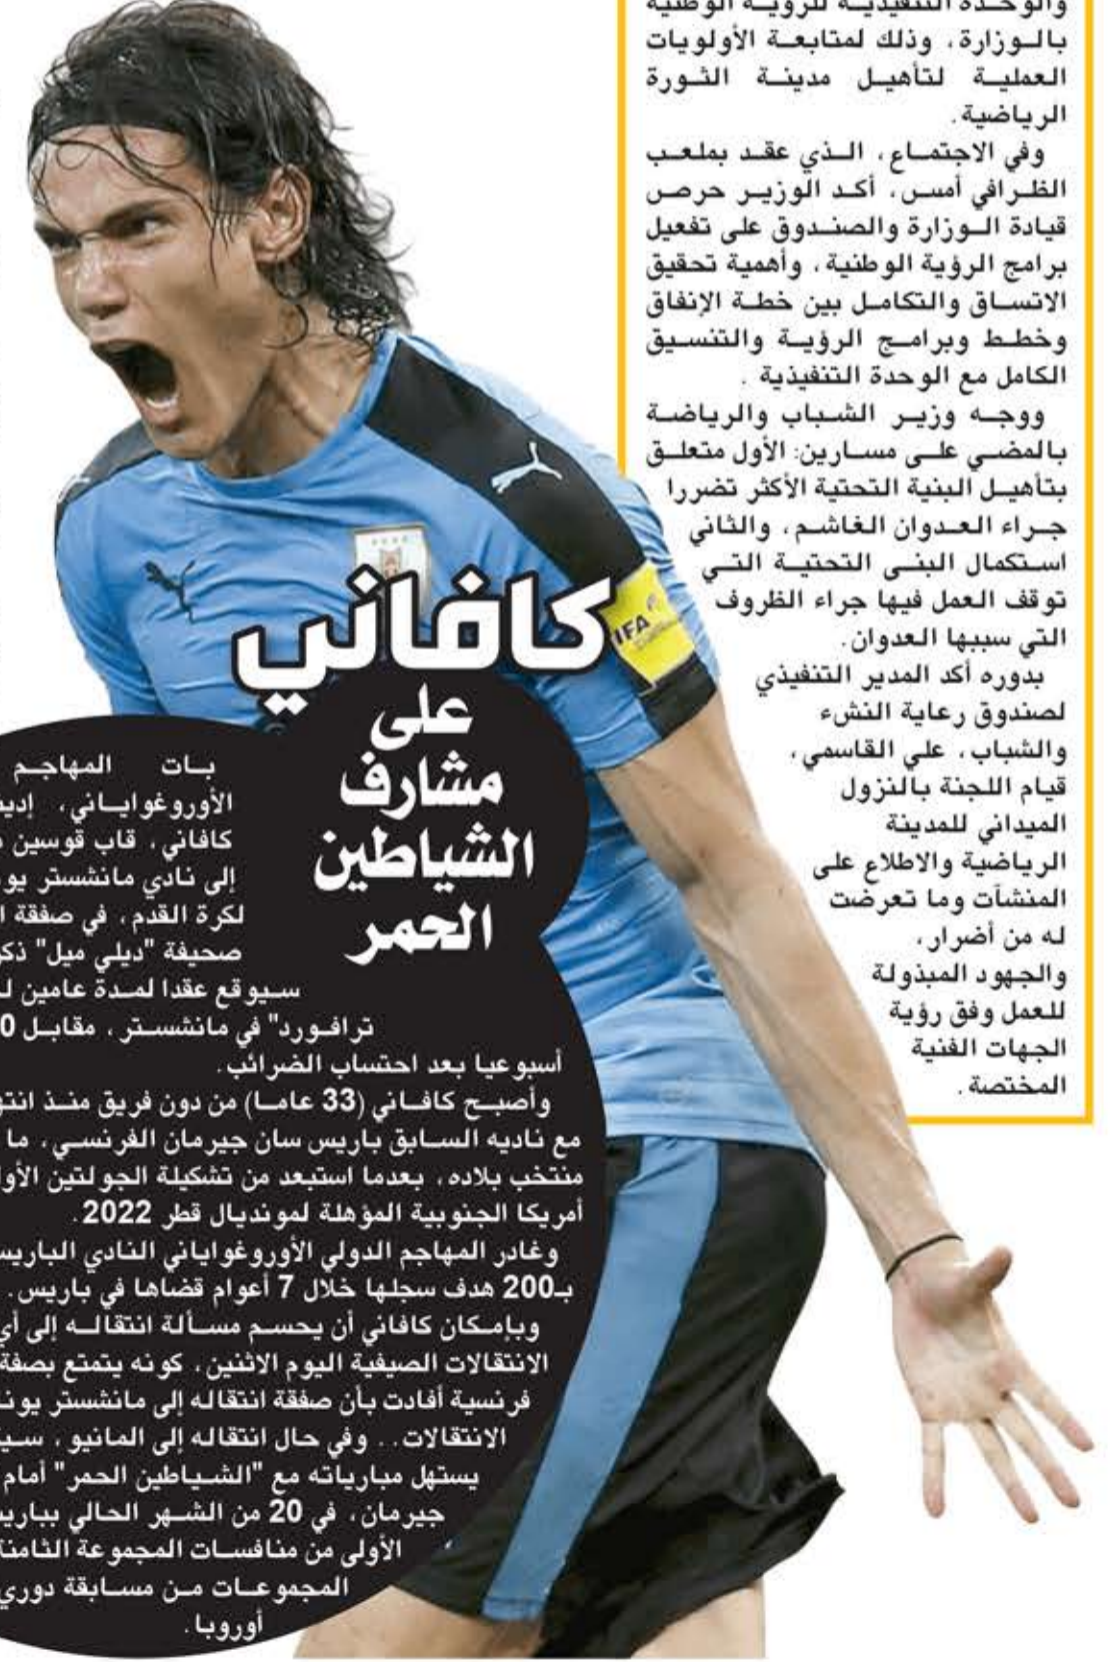 والوحدة التنفيذية للرؤية الوطنية
بالوزارة، وذلك لمتابعة الأولويات
العملية لتأهيل مدينة الثورة
الرياضية.
وفي الاجتماع، الذي عقد بملعب
الظرافي أمس، أكد الوزير حرص
قيادة الوزارة والصندوق على تفعيل
برامج الرؤية الوطنية، وأهمية تحقيق
الاتساق والتكامل بين خطة الإنفاق
وخطط وبرامج الرؤية والتنسيق
الكامل مع الوحدة التنفيذية .
ووجه وزير الشباب والرياضة
بالمضي على مسارين: الأول متعلق
بتأهيل البنية التحتية الأكثر تضررا
جراء العدوان الغاشم، والثاني
استكمال البنى التحتية التي
توقف العمل فيها جراء الظروف
التي سببها العدوان.
بدوره أكد المدير التنفيذي
لصندوق رعاية النشء
والشباب، علي القاسمي،
قيام اللجنة بالنزول
الميداني للمدينة
الرياضية والاطلاع على
المنشآت وما تعرضت
له من أضرار،
والجهود المبذولة
للعمل وفق رؤية
الجهات الفنية
المختصة.
IFA
كافاني
على
مشارف
الشياطين
الحمر
بات المهاجم
الأوروغواياني، إدي
كافاني، قاب قوسين
إلى نادي مانشستر يو
لكرة القدم، في صفقة ا
صحيفة "ديلي ميل" ذكر
سيوقع عقدا لمدة عامين لـ
ترافورد" في مانشستر، مقابل 0
أسبوعيا بعد احتساب الضرائب.
وأصبح كافاني (33 عاما) من دون فريق منذ انته
مع ناديه السابق باريس سان جيرمان الفرنسي، ما
منتخب بلاده، بعدما استبعد من تشكيلة الجولتين الأو
أمريكا الجنوبية المؤهلة لمونديال قطر 2022.
وغادر المهاجم الدولي الأوروغواياني النادي الباريس
بـ200 هدف سجلها خلال 7 أعوام قضاها في باريس.
وبإمكان كافاني أن يحسم مسألة انتقاله إلى أي
الانتقالات الصيفية اليوم الاثنين، كونه يتمتع بصفة
فرنسية أفادت بأن صفقة انتقاله إلى مانشستر يونـ
الانتقالات.. وفي حال انتقاله إلى المانيو، سيـ
يستهل مبارياته مع "الشياطين الحمر" أمام
جيرمان، في 20 من الشهر الحالي بباريـ
الأولى من منافسات المجموعة الثامنة
المجموعات من مسابقة دوري
أوروبا.